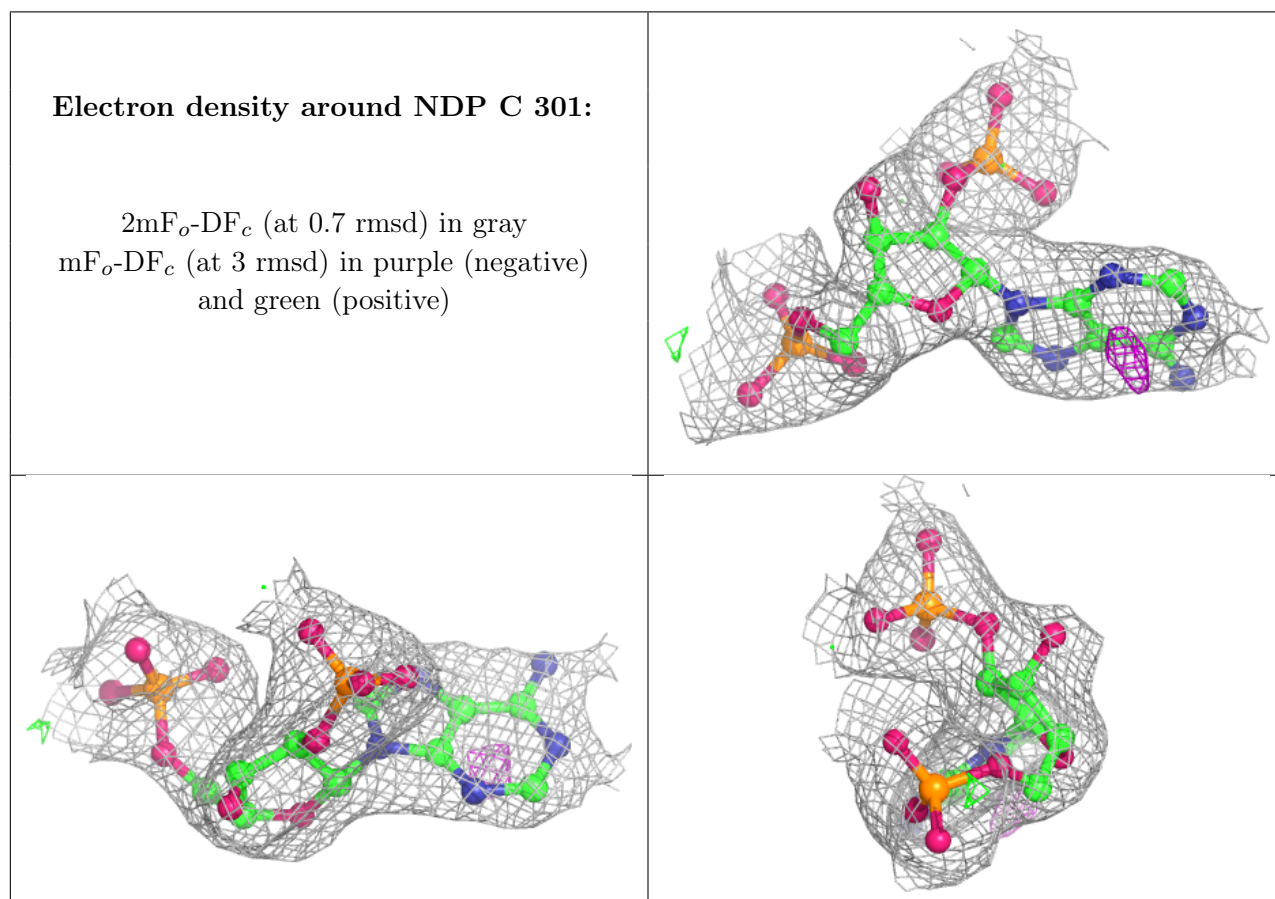 Electron density around NDP C 301:
2mFo-DFc (at 0.7 rmsd) in gray
mFo-DFc (at 3 rmsd) in purple (negative)
and green (positive)